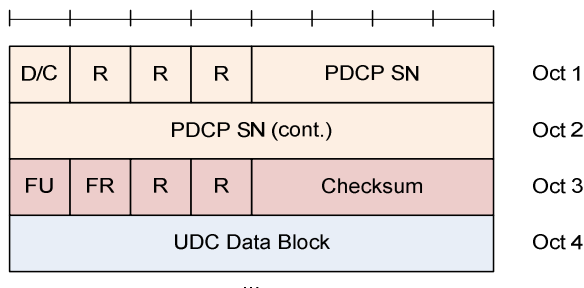 D/C R R R PDCP SN Oct 1
PDCP SN (cont.) Oct 2
FU FR R R Checksum Oct 3
UDC Data Block Oct 4
...